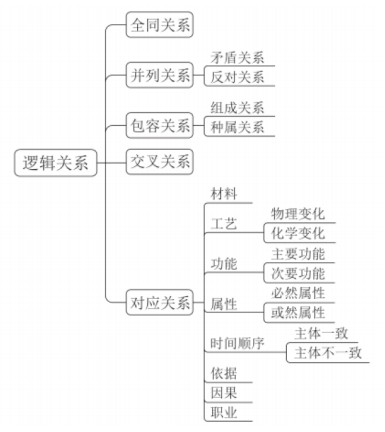 全同关系
矛盾关系
并列关系
反对关系
组成关系
包容关系
种属关系
逻辑关系
交叉关系
材料
物理变化
工艺
化学变化
主要功能
功能
次要功能
必然属性
对应关系
属性
或然属性
主体一致
时间顺序
主体不一致
依据
因果
职业